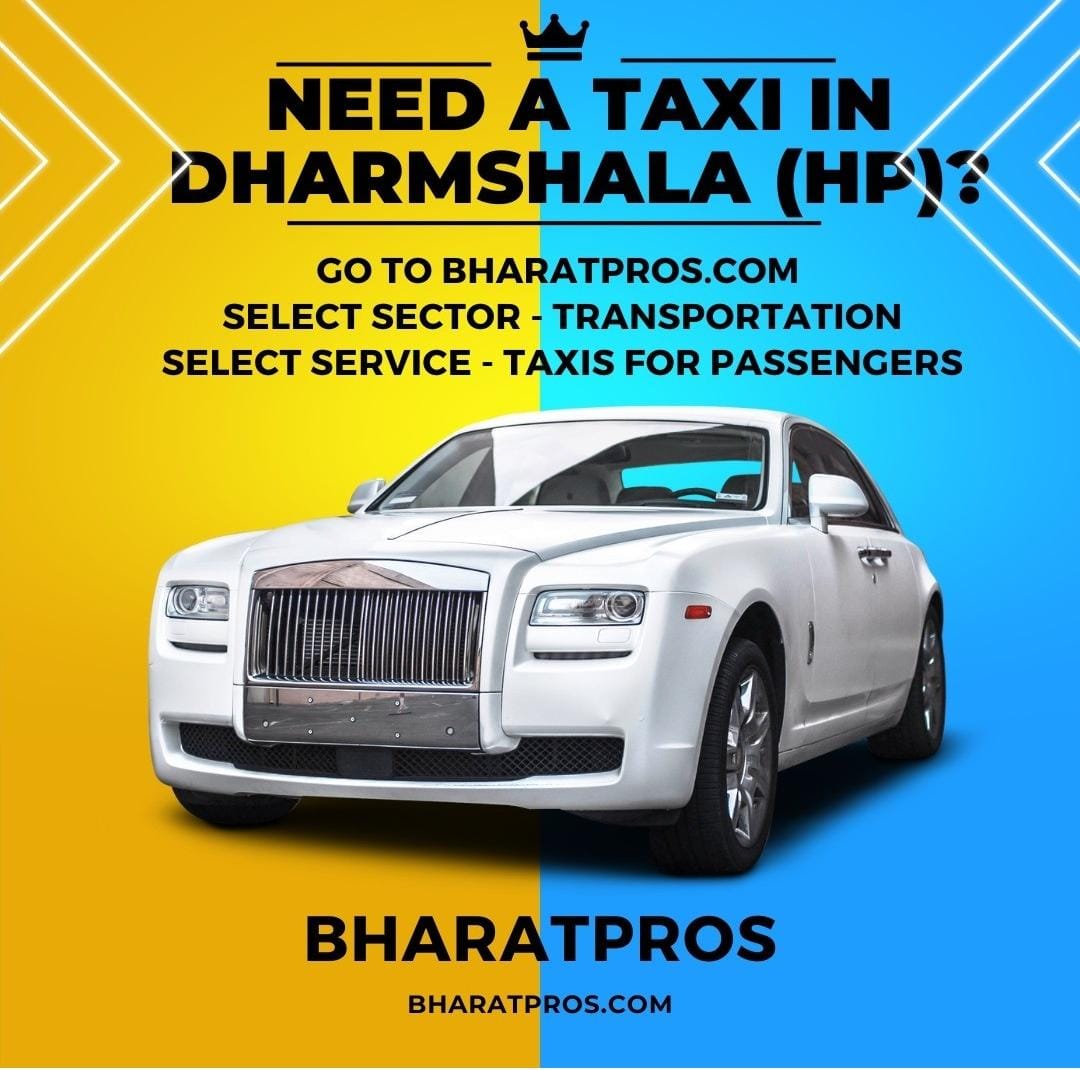 NEED A TAXI IN
DHARMSHALA (HP)?
GO TO BHARATPROS.COM
SELECT SECTOR - TRANSPORTATION
SELECT SERVICE - TAXIS FOR PASSENGERS
BHARATPROS
BHARATPROS.COM